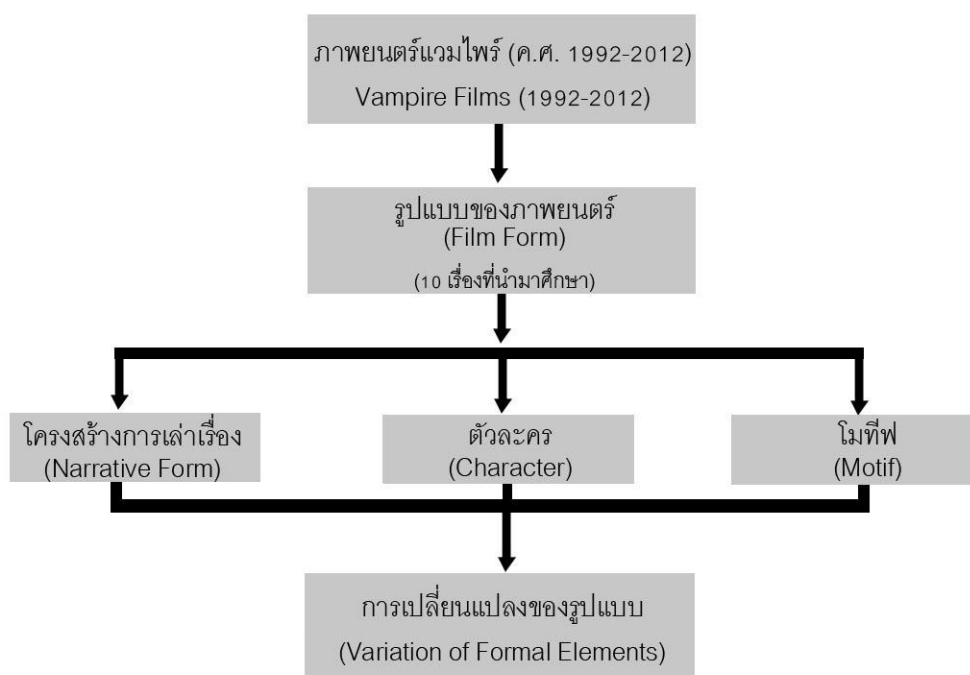 ภาพยนตร์แวมไพร์ (ค.ศ. 1992-2012)
Vampire Films (1992-2012)
รูปแบบของภาพยนตร์
(Film Form)
(10 เรื่องที่นำมาศึกษา)
โครงสร้างการเล่าเรื่อง
(Narrative Form)
ตัวละคร
(Character)
โมทีฟ
(Motif)
การเปลี่ยนแปลงของรูปแบบ
(Variation of Formal Elements)